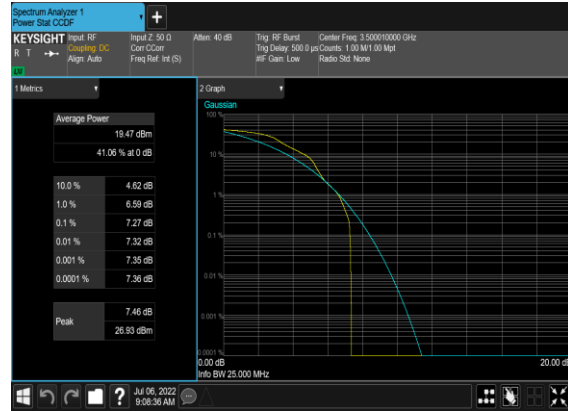 Spectrum Analyzer 1
Power Stat CCDF
KEYSIGHT
R T
LXI
Input: RF
Coupling: DC
Align: Auto
Input Z: 50 Ω
Corr CCorr
Freq Ref: Int (S)
Atten: 40 dB
Trig: RF Burst
Trig Delay: 500.0 µs
#IF Gain: Low
Center Freq: 3.500010000 GHz
Counts: 1.00 M/1.00 Mpt
Radio Std: None
1 Metrics
Average Power
19.47 dBm
41.06 % at 0 dB
10.0 % 4.62 dB
1.0 % 6.59 dB
0.1 % 7.27 dB
0.01 % 7.32 dB
0.001 % 7.35 dB
0.0001 % 7.36 dB
Peak
7.46 dB
26.93 dBm
2 Graph
Gaussian
100 %
10 %
1 %
0.1 %
0.01 %
0.001 %
0.0001 %
0.00 dB
20.00 dB
Info BW 25.000 MHz
?
Jul 06, 2022
9:08:36 AM